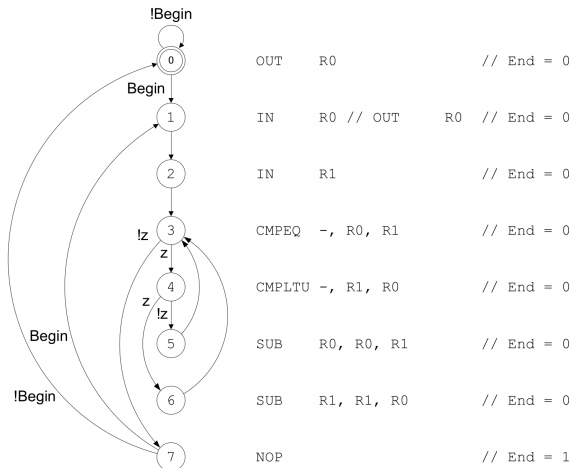 !Begin
0 OUT R0 // End = 0
Begin
1 IN R0 // OUT R0 // End = 0
2 IN R1
3 CMPEQ -, R0, R1 // End = 0
!z
z
4 CMPLTU -, R1, R0 // End = 0
z
!z
Begin
5 SUB R0, R0, R1 // End = 0
!Begin
6 SUB R1, R1, R0 // End = 0
7 NOP // End = 1